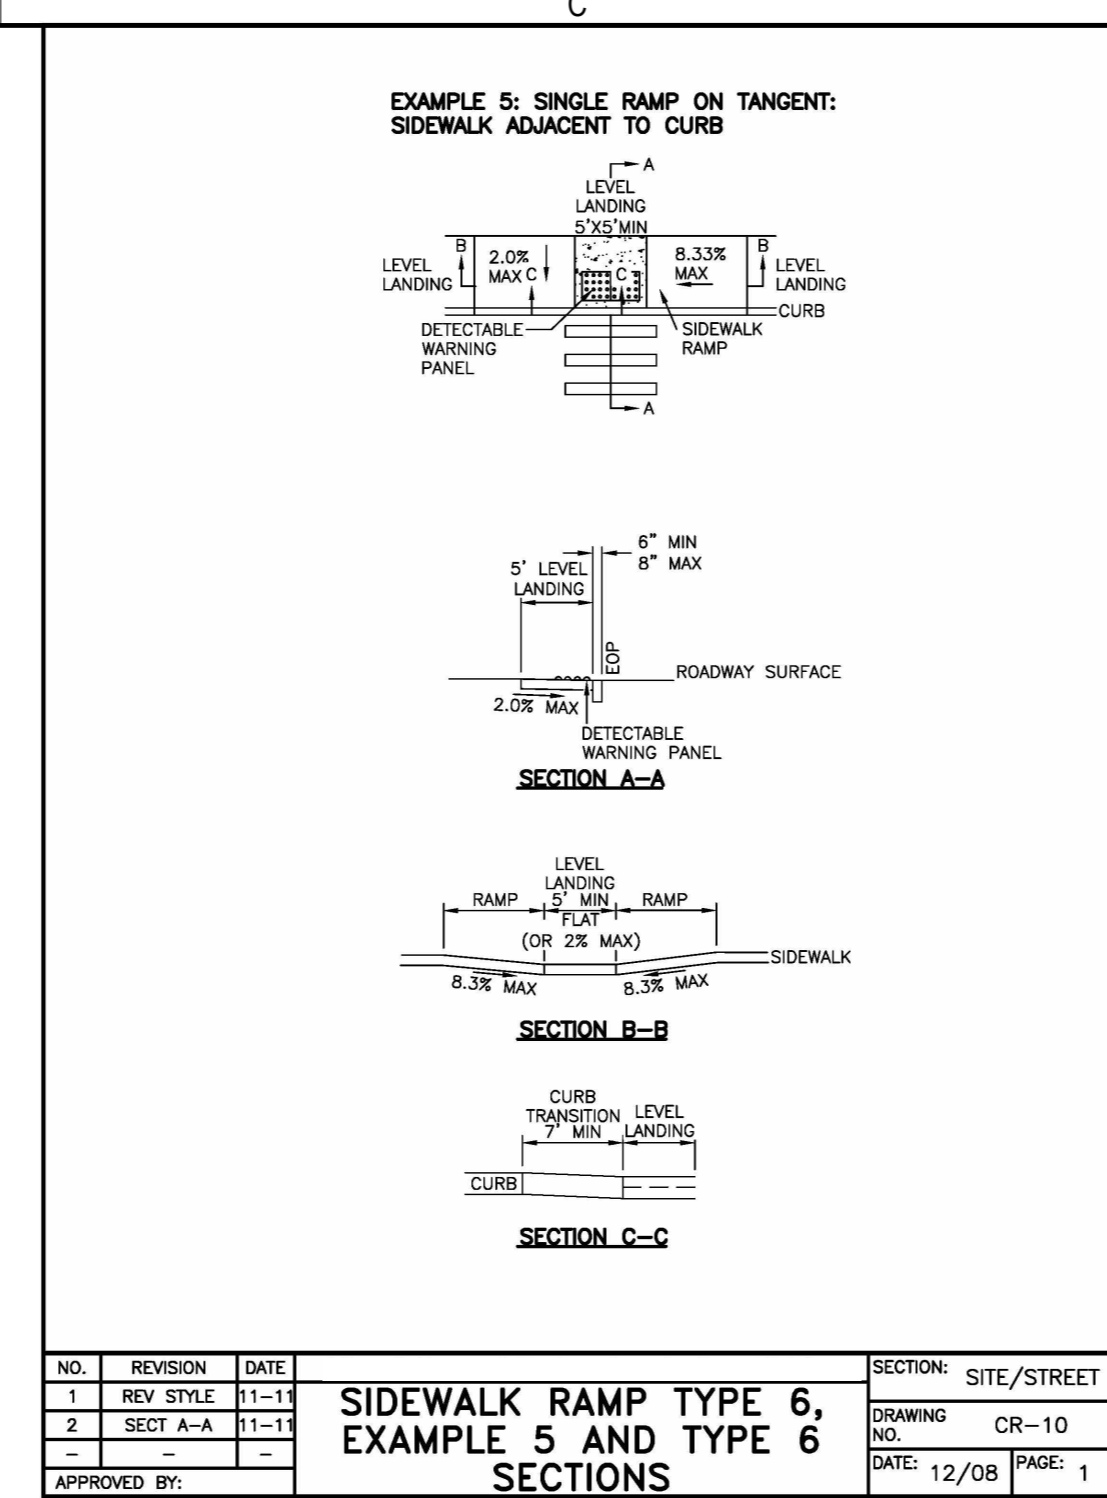 C
EXAMPLE 5: SINGLE RAMP ON TANGENT:
SIDEWALK ADJACENT TO CURB
A
LEVEL
LANDING
5'X5'MIN
B
LEVEL
LANDING
2.0%
MAX
C
C
8.33%
MAX
B
LEVEL
LANDING
CURB
DETECTABLE
WARNING
PANEL
SIDEWALK
RAMP
A
6" MIN
8" MAX
5' LEVEL
LANDING
EOP
ROADWAY SURFACE
2.0% MAX
DETECTABLE
WARNING PANEL
SECTION A-A
LEVEL
LANDING
RAMP 5' MIN RAMP
FLAT
(OR 2% MAX)
SIDEWALK
8.3% MAX 8.3% MAX
SECTION B-B
CURB
TRANSITION
7' MIN
LEVEL
LANDING
CURB
SECTION C-C
NO. REVISION DATE
1 REV STYLE 11-11
2 SECT A-A 11-11
- - -
APPROVED BY:
SIDEWALK RAMP TYPE 6,
EXAMPLE 5 AND TYPE 6
SECTIONS
SECTION: SITE/STREET
DRAWING
NO. CR-10
DATE: 12/08 PAGE: 1